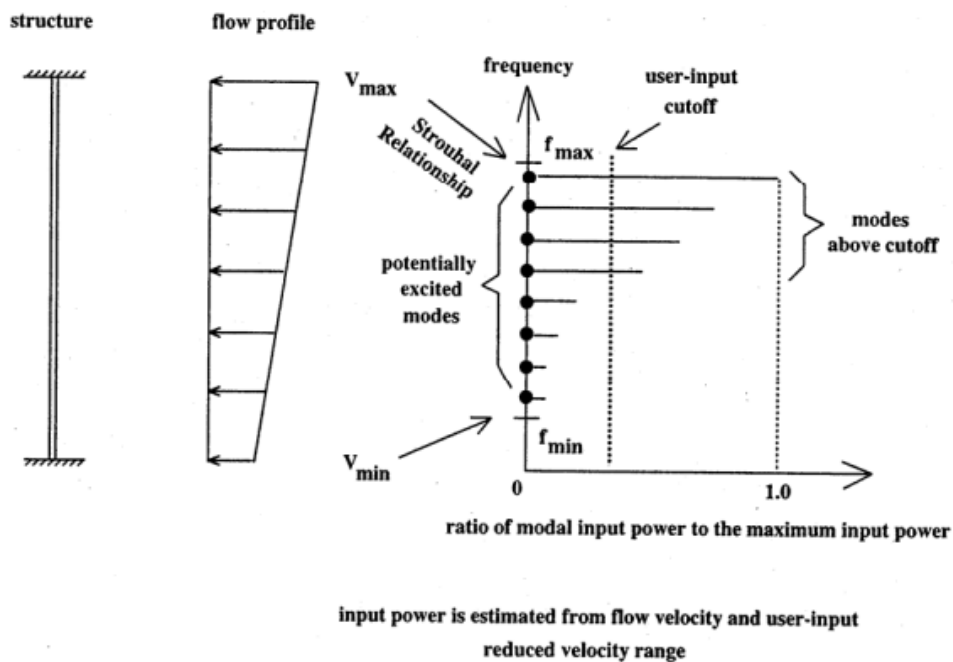 structure
flow profile
V max
Strouhal
Relationship
frequency
user-input
cutoff
f max
potentially
excited
modes
modes
above cutoff
V min
f min
0
1.0
ratio of modal input power to the maximum input power
input power is estimated from flow velocity and user-input
reduced velocity range